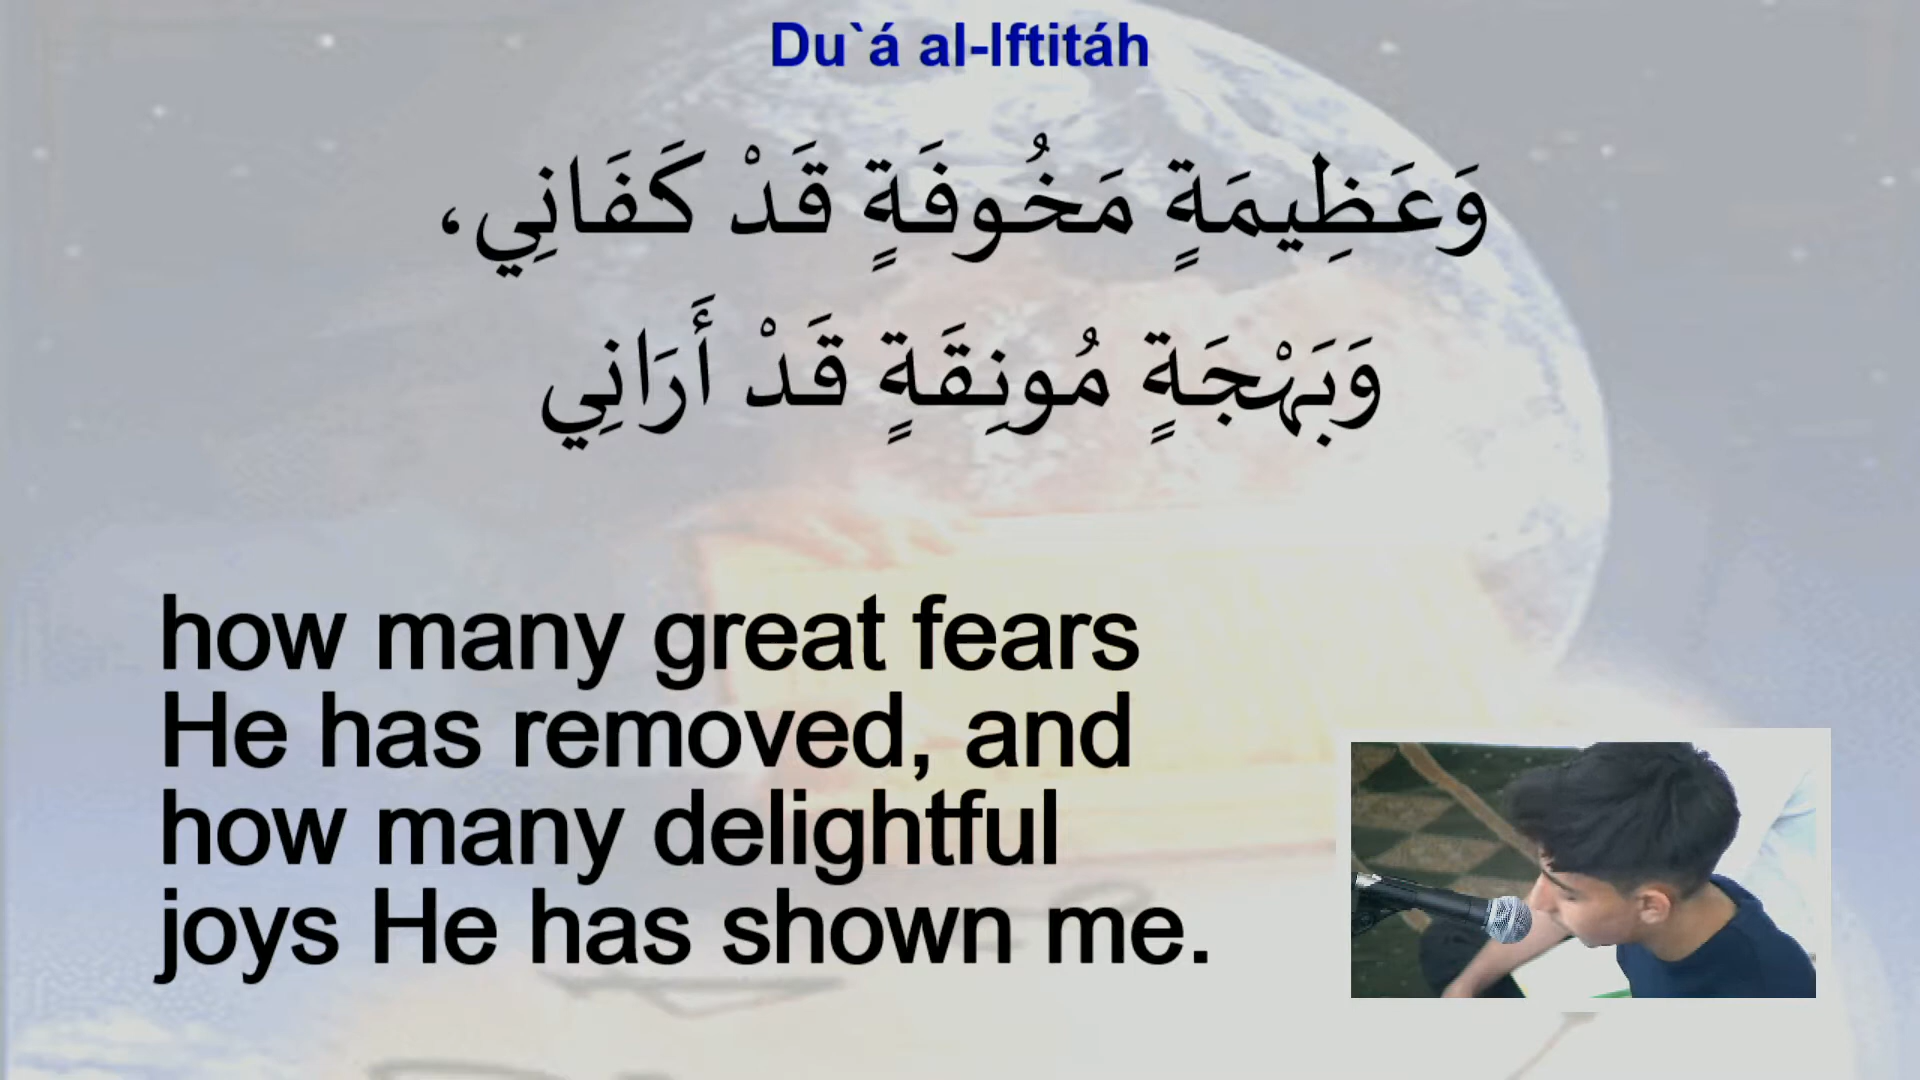 Du`á al-Iftitáh
وَعَظِيمَةٍ مَخُوفَةٍ قَدْ كَفَانِي،
وَبَهْجَةٍ مُونِقَةٍ قَدْ أَرَانِي
how many great fears
He has removed, and
how many delightful
joys He has shown me.